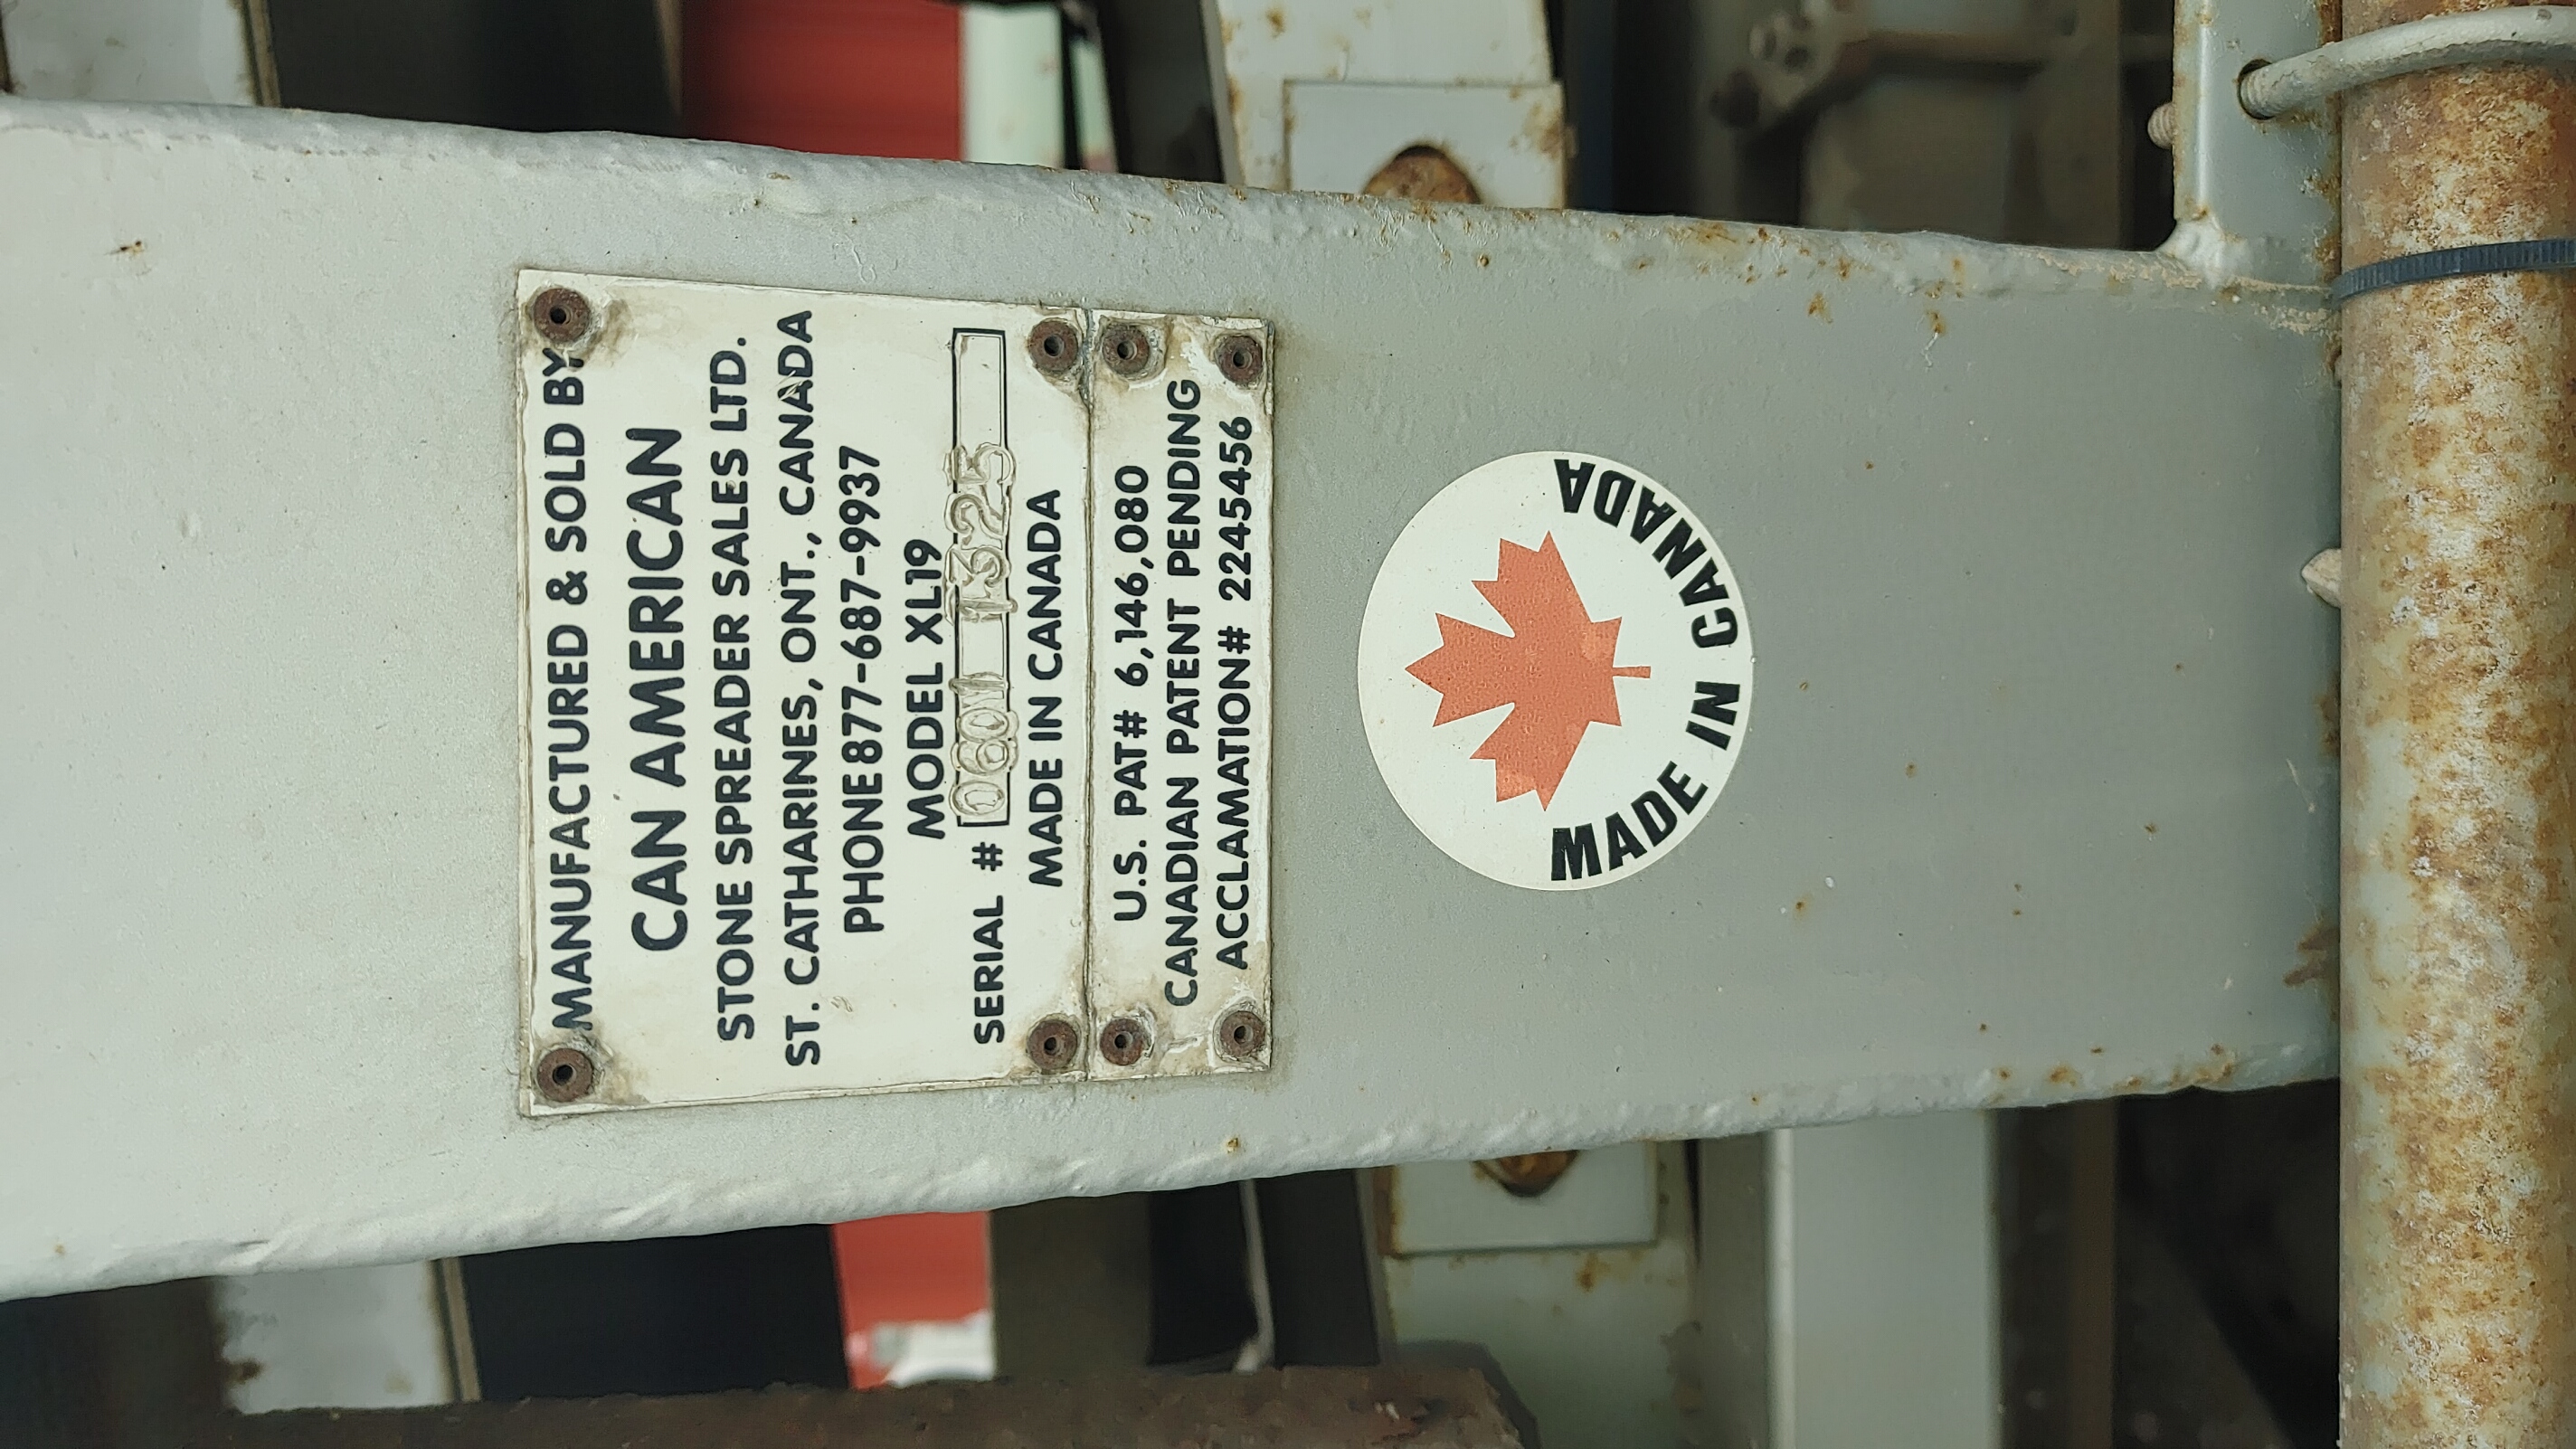 MANUFACTURED & SOLD BY
CAN AMERICAN
STONE SPREADER SALES LTD.
ST. CATHARINES, ONT., CANADA
PHONE 877-687-9937
MODEL XL19
SERIAL # 0601 1325
MADE IN CANADA
U.S. PAT# 6,146,080
CANADIAN PATENT PENDING
ACCLAMATION# 2245456
MADE IN CANADA